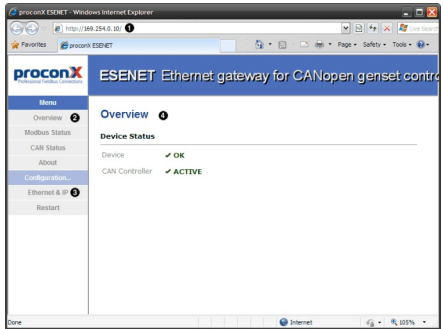 proconX ESENET - Windows Internet Explorer
http://169.254.0.10/ 1
Live Search
Favorites proconX ESENET Page Safety Tools
proconX
Professional Fieldbus Connections
ESENET Ethernet gateway for CANopen genset contro
Menu
Overview 2
Modbus Status
CAN Status
About
Configuration...
Ethernet & IP 3
Restart
Overview 4
Device Status
Device ✔ OK
CAN Controller ✔ ACTIVE
Done Internet 105%